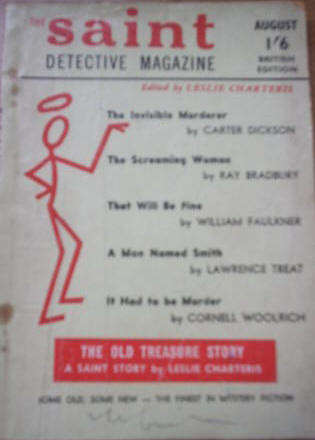 THE
saint
DETECTIVE MAGAZINE
AUGUST
1/6
BRITISH
EDITION
Edited by LESLIE CHARTERIS
The Invisible Murderer
by CARTER DICKSON
The Screaming Woman
by RAY BRADBURY
That Will Be Fine
by WILLIAM FAULKNER
A Man Named Smith
by LAWRENCE TREAT
It Had to be Murder
by CORNELL WOOLRICH
THE OLD TREASURE STORY
A SAINT STORY by LESLIE CHARTERIS
SOME OLD, SOME NEW — THE FINEST IN MYSTERY FICTION